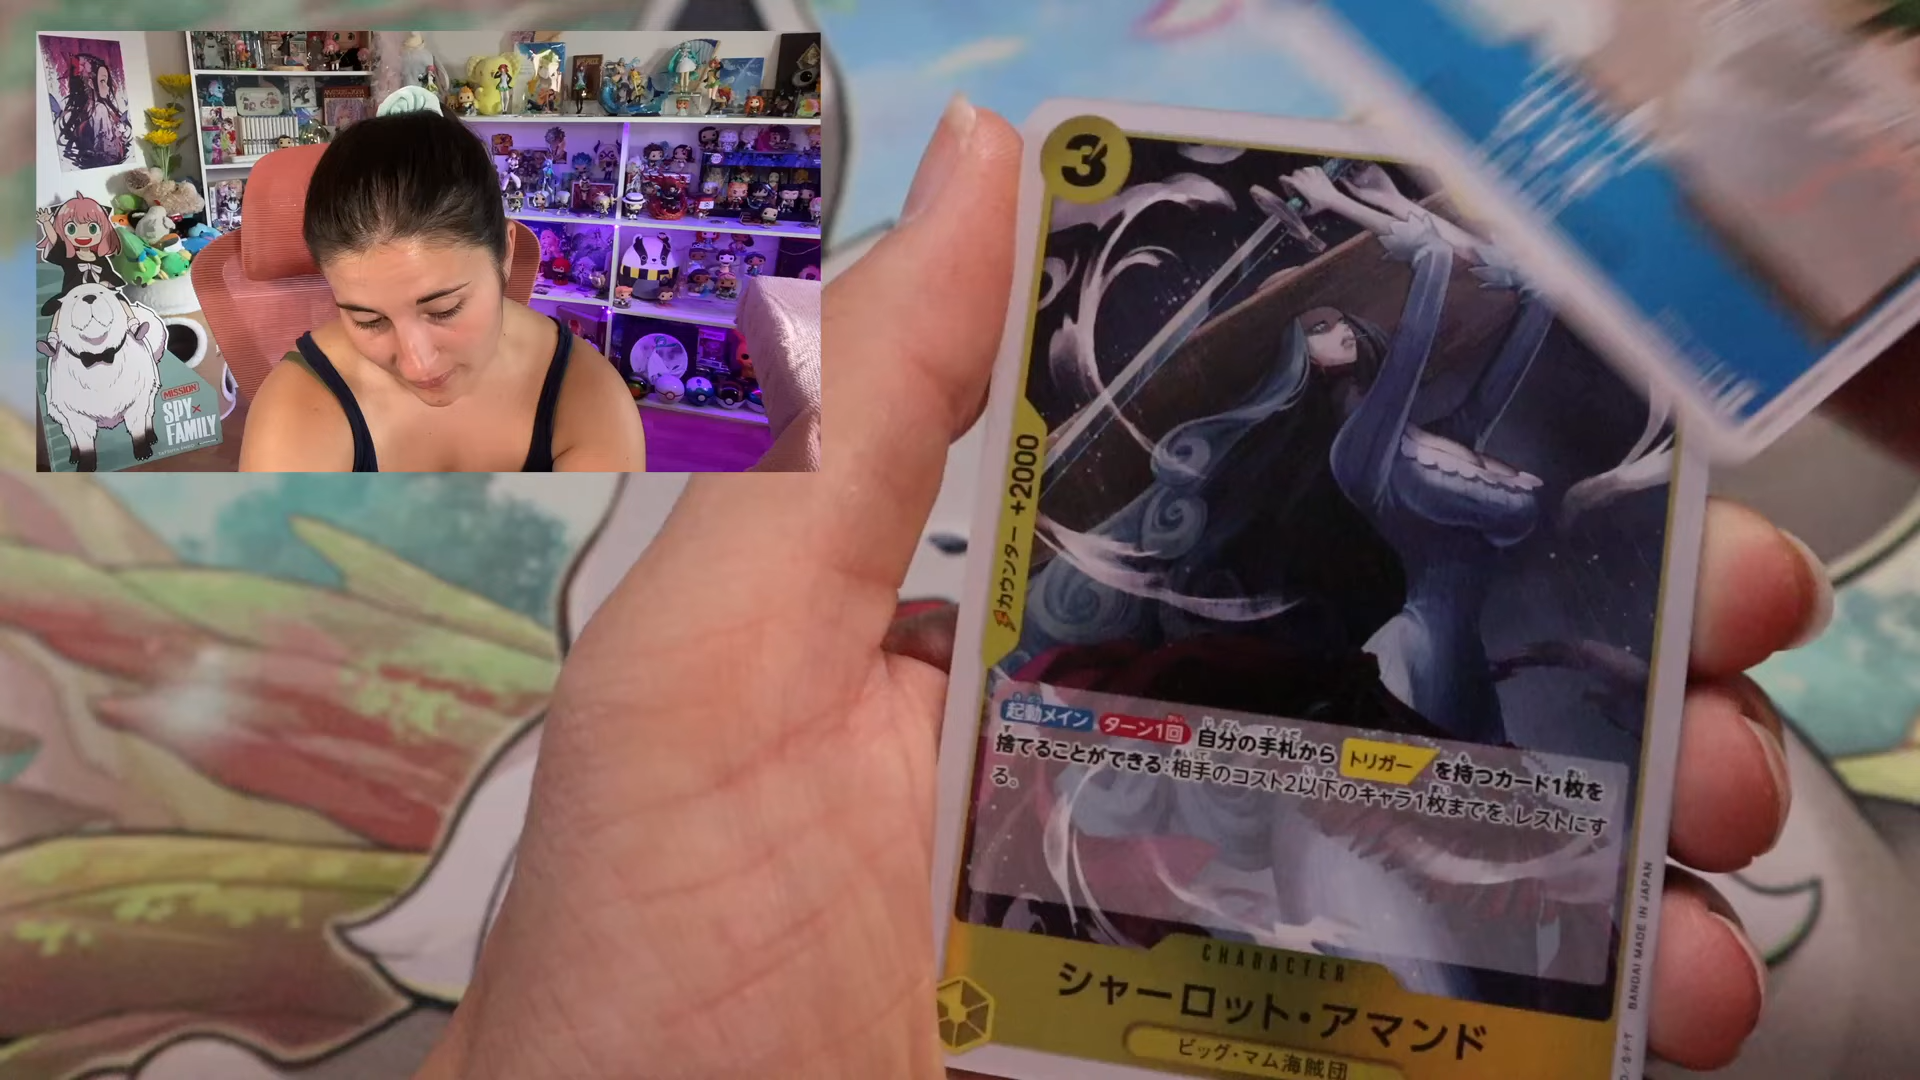 MISSION
SPY×
FAMILY
3
カウンター +2000
起動メイン ターン1回 自分の手札から トリガー を持つカード1枚を
捨てることができる:相手のコスト2以下のキャラ1枚までを、レストにす
る。
CHARACTER
シャーロット・アマンド
ビッグ・マム海賊団
BANDAI MADE IN JAPAN